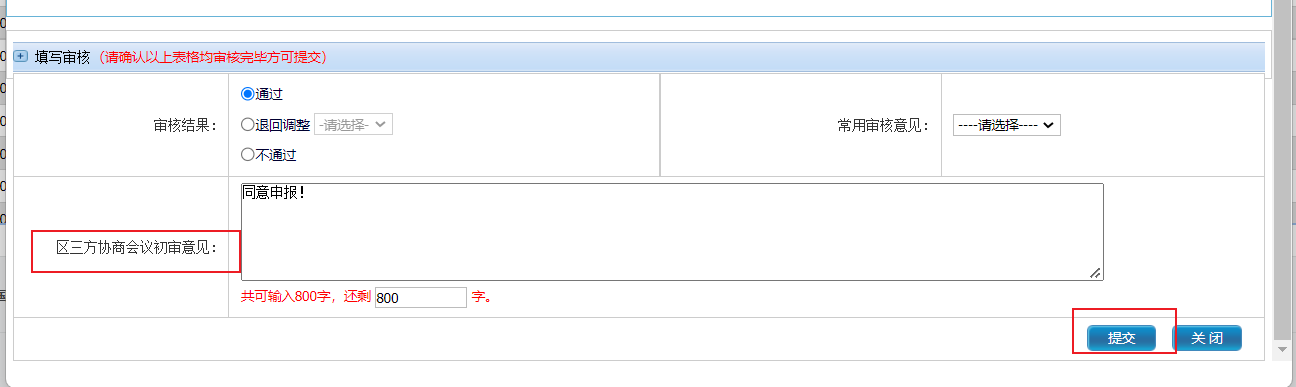 填写审核（请确认以上表格均审核完毕方可提交）
审核结果：
通过
退回调整 -请选择-
不通过
常用审核意见：
----请选择----
区三方协商会议初审意见：
同意申报！
共可输入800字，还剩 800 字。
提交 关 闭